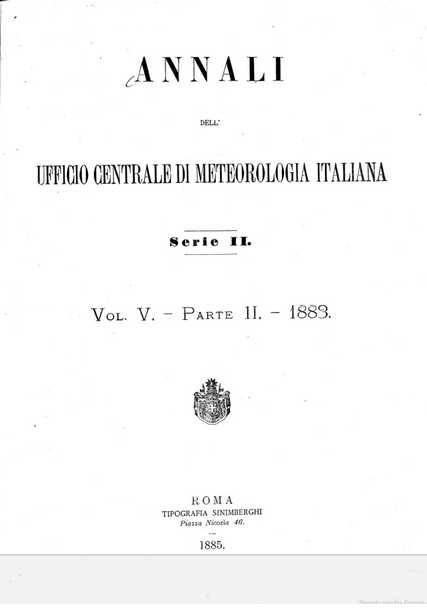 ANNALI
DELL'
UFFICIO CENTRALE DI METEOROLOGIA ITALIANA
Serie II.
VOL. V. – PARTE II. – 1883.
ROMA
TIPOGRAFIA SINIMBERGHI
Piazza Nicosia 46.
1885.